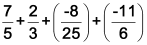 7/5 + 2/3 + (-8/25) + (-11/6)